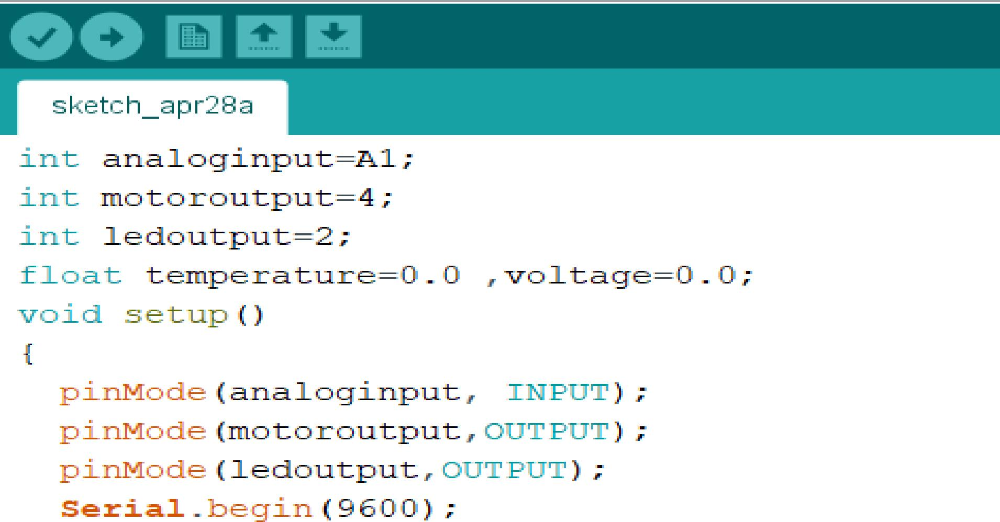 sketch_apr28a
int analoginput=A1;
int motoroutput=4;
int ledoutput=2;
float temperature=0.0 ,voltage=0.0;
void setup()
{
  pinMode(analoginput, INPUT);
  pinMode(motoroutput,OUTPUT);
  pinMode(ledoutput,OUTPUT);
  Serial.begin(9600);